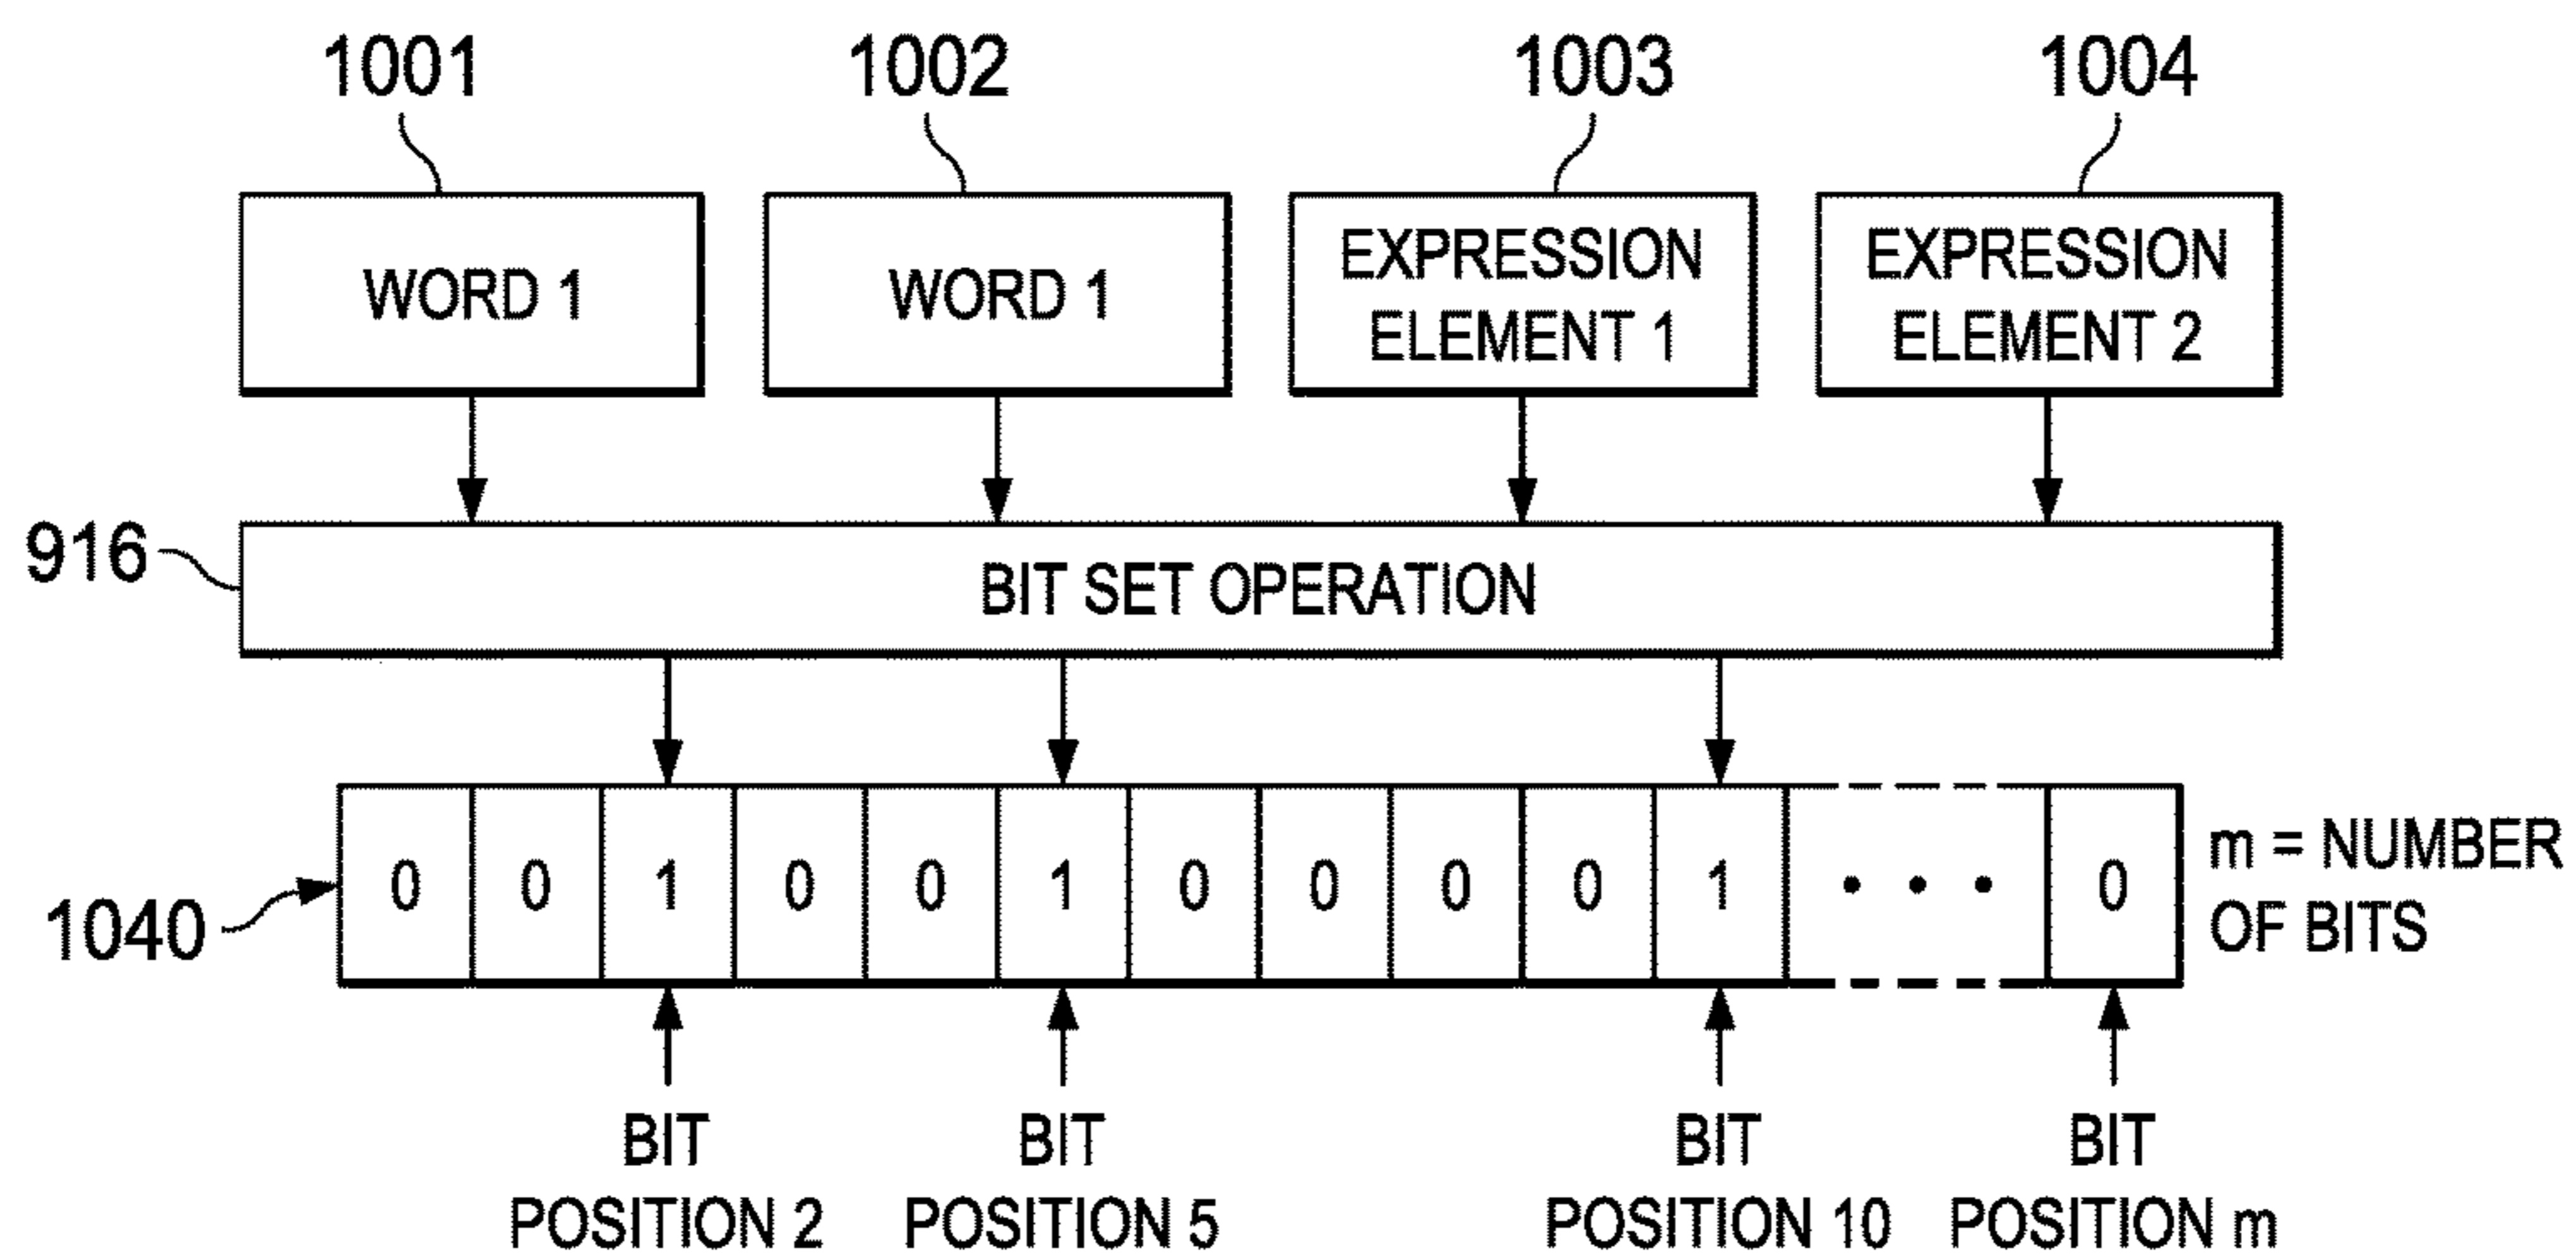 1001 1002 1003 1004
WORD 1 WORD 1 EXPRESSION ELEMENT 1 EXPRESSION ELEMENT 2
916 BIT SET OPERATION
0 0 1 0 0 1 0 0 0 0 1 • • • 0
m = NUMBER
OF BITS
1040
BIT
POSITION 2
BIT
POSITION 5
BIT
POSITION 10
BIT
POSITION m